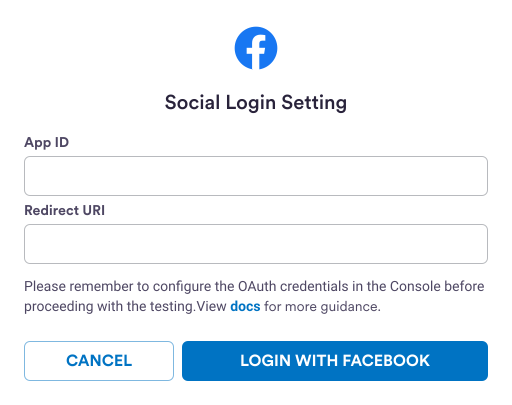 Social Login Setting
App ID
Redirect URI
Please remember to configure the OAuth credentials in the Console before
proceeding with the testing.View docs for more guidance.
CANCEL
LOGIN WITH FACEBOOK